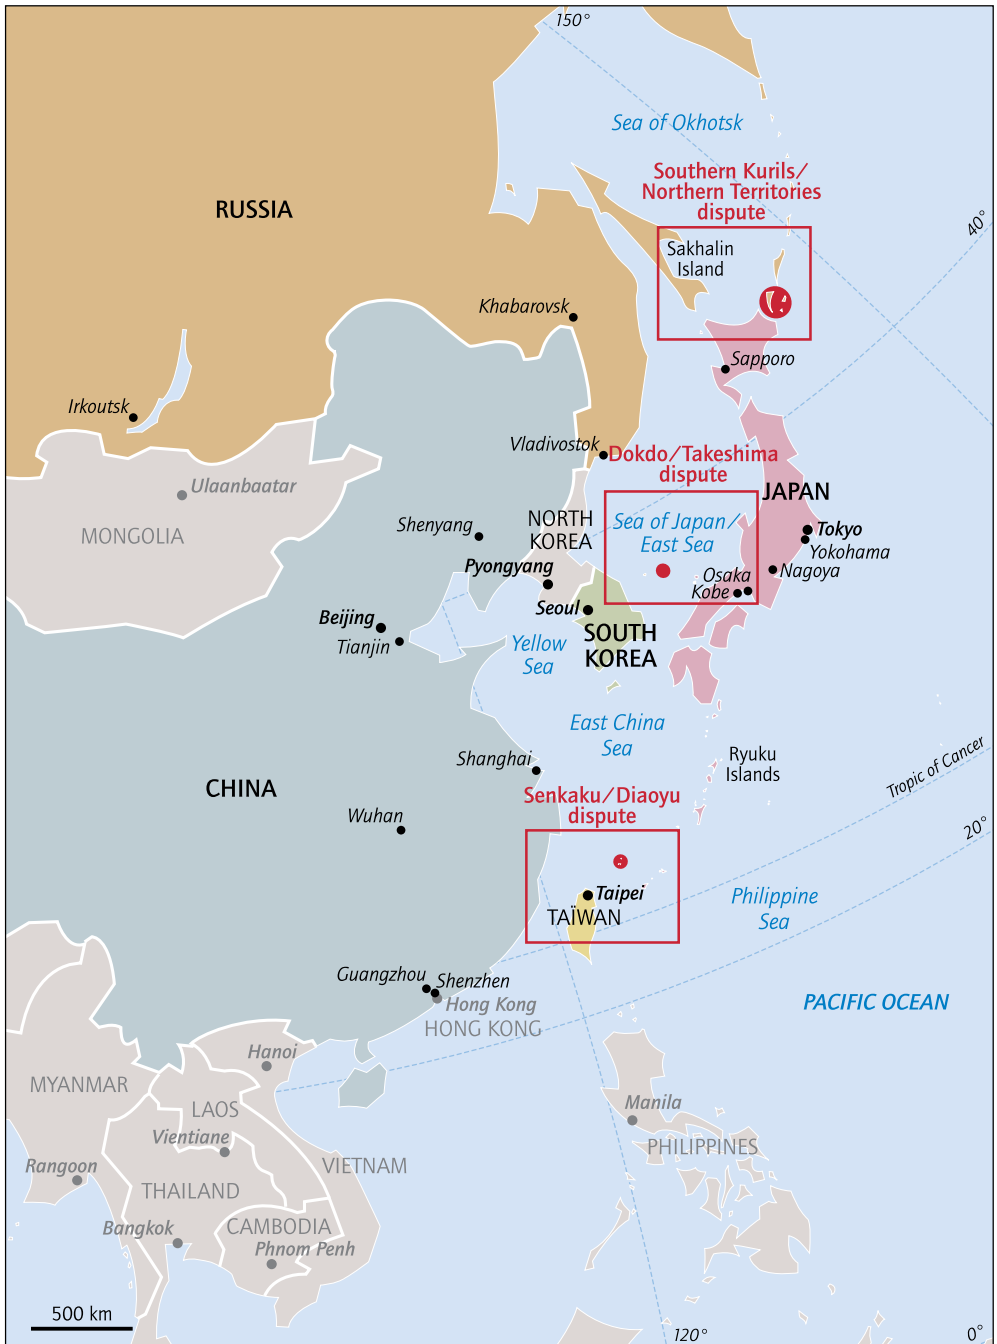 150°
Sea of Okhotsk
Southern Kurils/
Northern Territories
dispute
RUSSIA
40°
Sakhalin
Island
Khabarovsk
Sapporo
Irkoutsk
Vladivostok
Dokdo/Takeshima
dispute
Ulaanbaatar
JAPAN
MONGOLIA
Shenyang
NORTH
KOREA
Sea of Japan/
East Sea
Tokyo
Yokohama
Pyongyang
Nagoya
Osaka
Kobe
Seoul
Beijing
Tianjin
SOUTH
KOREA
Yellow
Sea
East China
Sea
Shanghai
Ryuku
Islands
Tropic of Cancer
CHINA
Senkaku/Diaoyu
dispute
Wuhan
20°
Taipei
TAÏWAN
Philippine
Sea
Guangzhou
Shenzhen
Hong Kong
HONG KONG
PACIFIC OCEAN
Hanoi
MYANMAR
LAOS
Manila
Vientiane
PHILIPPINES
Rangoon
VIETNAM
THAILAND
Bangkok
CAMBODIA
Phnom Penh
500 km
120°
0°